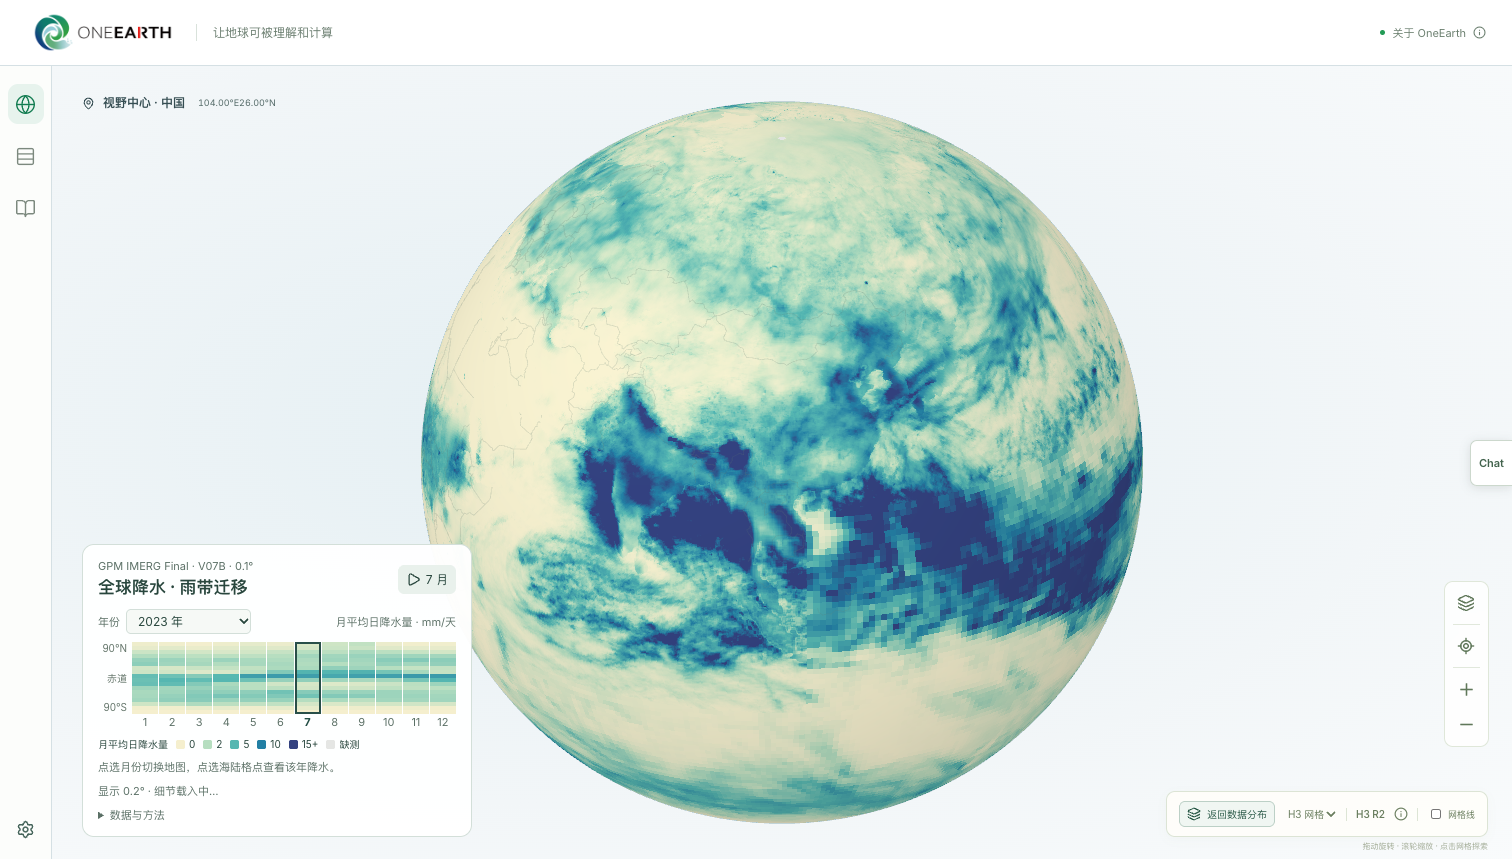 ONEEARTH 让地球可被理解和计算 关于 OneEarth
视野中心 · 中国 104.00°E26.00°N
Chat
GPM IMERG Final · V07B · 0.1°
全球降水 · 雨带迁移
7 月
年份 2023 年 月平均日降水量 · mm/天
90°N
赤道
90°S
1 2 3 4 5 6 7 8 9 10 11 12
月平均日降水量 0 2 5 10 15+ 缺测
点选月份切换地图，点选海陆格点查看该年降水。
显示 0.2° · 细节载入中...
数据与方法
返回数据分布 H3 网格 H3 R2 网格线
拖动旋转 · 滚轮缩放 · 点击网格探索